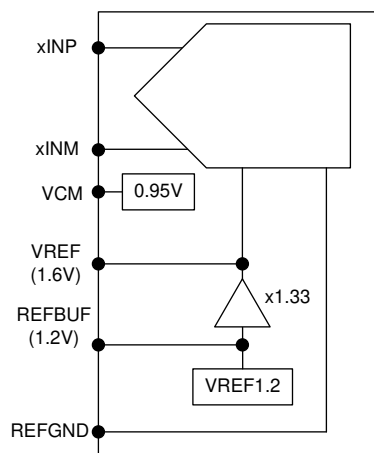 xINP
xINM
VCM
0.95V
VREF
(1.6V)
x1.33
REFBUF
(1.2V)
VREF1.2
REFGND